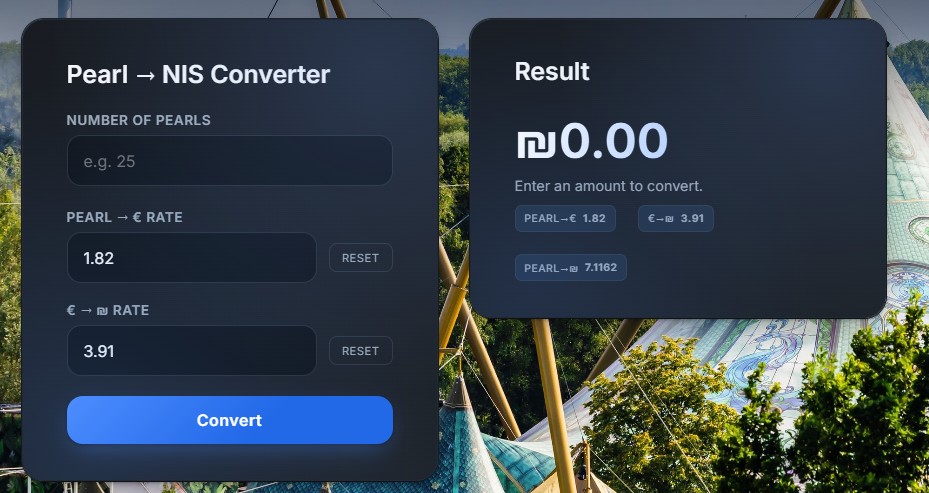 Pearl → NIS Converter
NUMBER OF PEARLS
e.g. 25
PEARL → € RATE
1.82
RESET
€ → ₪ RATE
3.91
RESET
Convert
Result
₪0.00
Enter an amount to convert.
PEARL→€ 1.82
€→₪ 3.91
PEARL→₪ 7.1162